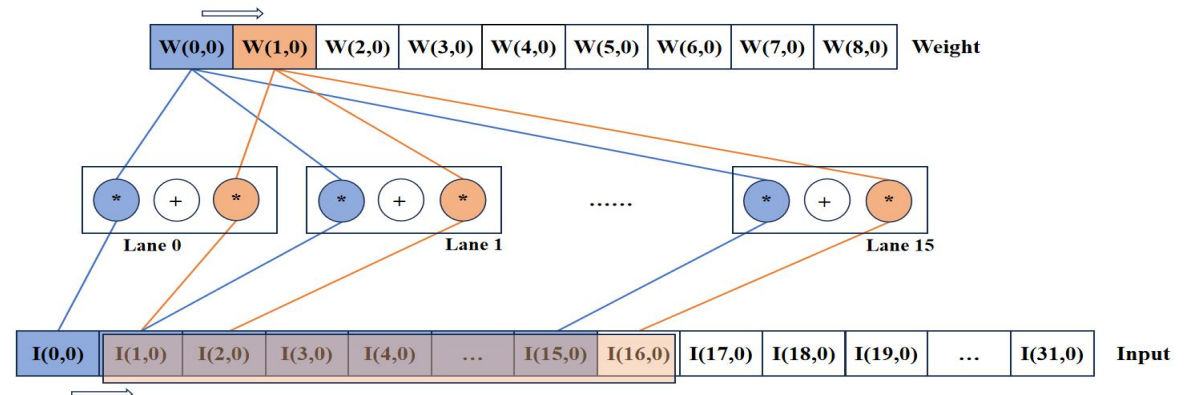 W(0,0) W(1,0) W(2,0) W(3,0) W(4,0) W(5,0) W(6,0) W(7,0) W(8,0) Weight
* + * * + * ...... * + *
Lane 0 Lane 1 Lane 15
I(0,0) I(1,0) I(2,0) I(3,0) I(4,0) ... I(15,0) I(16,0) I(17,0) I(18,0) I(19,0) ... I(31,0) Input